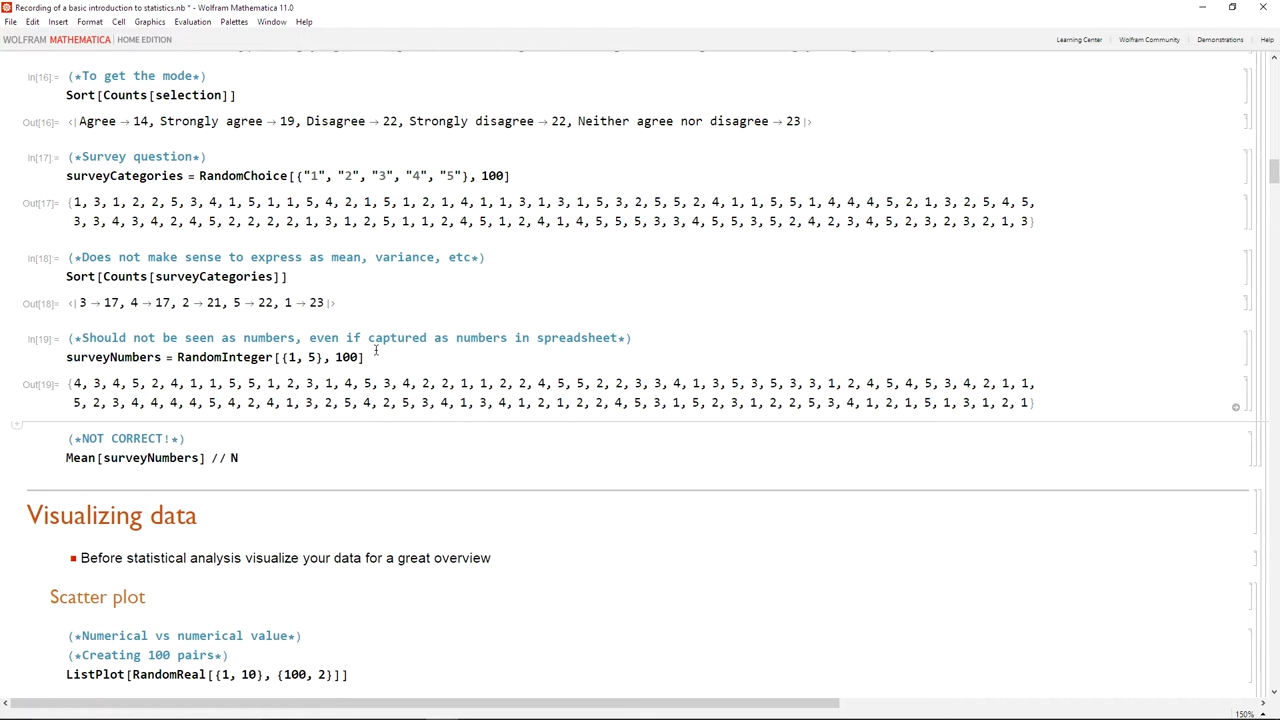 Recording of a basic introduction to statistics.nb * - Wolfram Mathematica 11.0
File Edit Insert Format Cell Graphics Evaluation Palettes Window Help
WOLFRAM MATHEMATICA | HOME EDITION
Learning Center | Wolfram Community | Demonstrations | Help
In[16]:= (*To get the mode*)
Sort[Counts[selection]]
Out[16]= <|Agree → 14, Strongly agree → 19, Disagree → 22, Strongly disagree → 22, Neither agree nor disagree → 23|>
In[17]:= (*Survey question*)
surveyCategories = RandomChoice[{"1", "2", "3", "4", "5"}, 100]
Out[17]= {1, 3, 1, 2, 2, 5, 3, 4, 1, 5, 1, 1, 5, 4, 2, 1, 5, 1, 2, 1, 4, 1, 1, 3, 1, 3, 1, 5, 3, 2, 5, 5, 2, 4, 1, 1, 5, 5, 1, 4, 4, 4, 5, 2, 1, 3, 2, 5, 4, 5,
3, 3, 4, 3, 4, 2, 4, 5, 2, 2, 2, 2, 1, 3, 1, 2, 5, 1, 1, 2, 4, 5, 1, 2, 4, 1, 4, 5, 5, 5, 3, 3, 4, 5, 5, 3, 5, 2, 4, 2, 3, 4, 5, 2, 3, 2, 3, 2, 1, 3}
In[18]:= (*Does not make sense to express as mean, variance, etc*)
Sort[Counts[surveyCategories]]
Out[18]= <|3 → 17, 4 → 17, 2 → 21, 5 → 22, 1 → 23|>
In[19]:= (*Should not be seen as numbers, even if captured as numbers in spreadsheet*)
surveyNumbers = RandomInteger[{1, 5}, 100]
Out[19]= {4, 3, 4, 5, 2, 4, 1, 1, 5, 5, 1, 2, 3, 1, 4, 5, 3, 4, 2, 2, 1, 1, 2, 2, 4, 5, 5, 2, 2, 3, 3, 4, 1, 3, 5, 3, 5, 3, 3, 1, 2, 4, 5, 4, 5, 3, 4, 2, 1, 1,
5, 2, 3, 4, 4, 4, 4, 5, 4, 2, 4, 1, 3, 2, 5, 4, 2, 5, 3, 4, 1, 3, 4, 1, 2, 1, 2, 2, 4, 5, 3, 1, 5, 2, 3, 1, 2, 2, 5, 3, 4, 1, 2, 1, 5, 1, 3, 1, 2, 1}
(*NOT CORRECT!*)
Mean[surveyNumbers] // N
Visualizing data
Before statistical analysis visualize your data for a great overview
Scatter plot
(*Numerical vs numerical value*)
(*Creating 100 pairs*)
ListPlot[RandomReal[{1, 10}, {100, 2}]]
150%